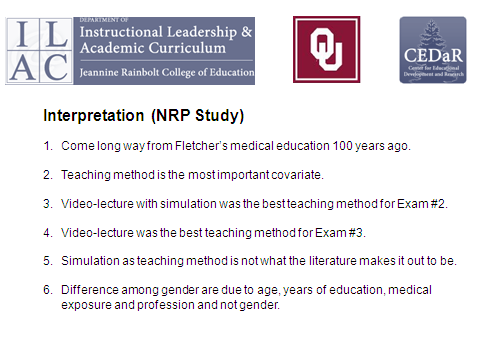 I L
A C
DEPARTMENT OF
Instructional Leadership &
Academic Curriculum
Jeannine Rainbolt College of Education
OU
CEDaR
Center for Educational
Development and Research
Interpretation (NRP Study)
1. Come long way from Fletcher's medical education 100 years ago.
2. Teaching method is the most important covariate.
3. Video-lecture with simulation was the best teaching method for Exam #2.
4. Video-lecture was the best teaching method for Exam #3.
5. Simulation as teaching method is not what the literature makes it out to be.
6. Difference among gender are due to age, years of education, medical
exposure and profession and not gender.